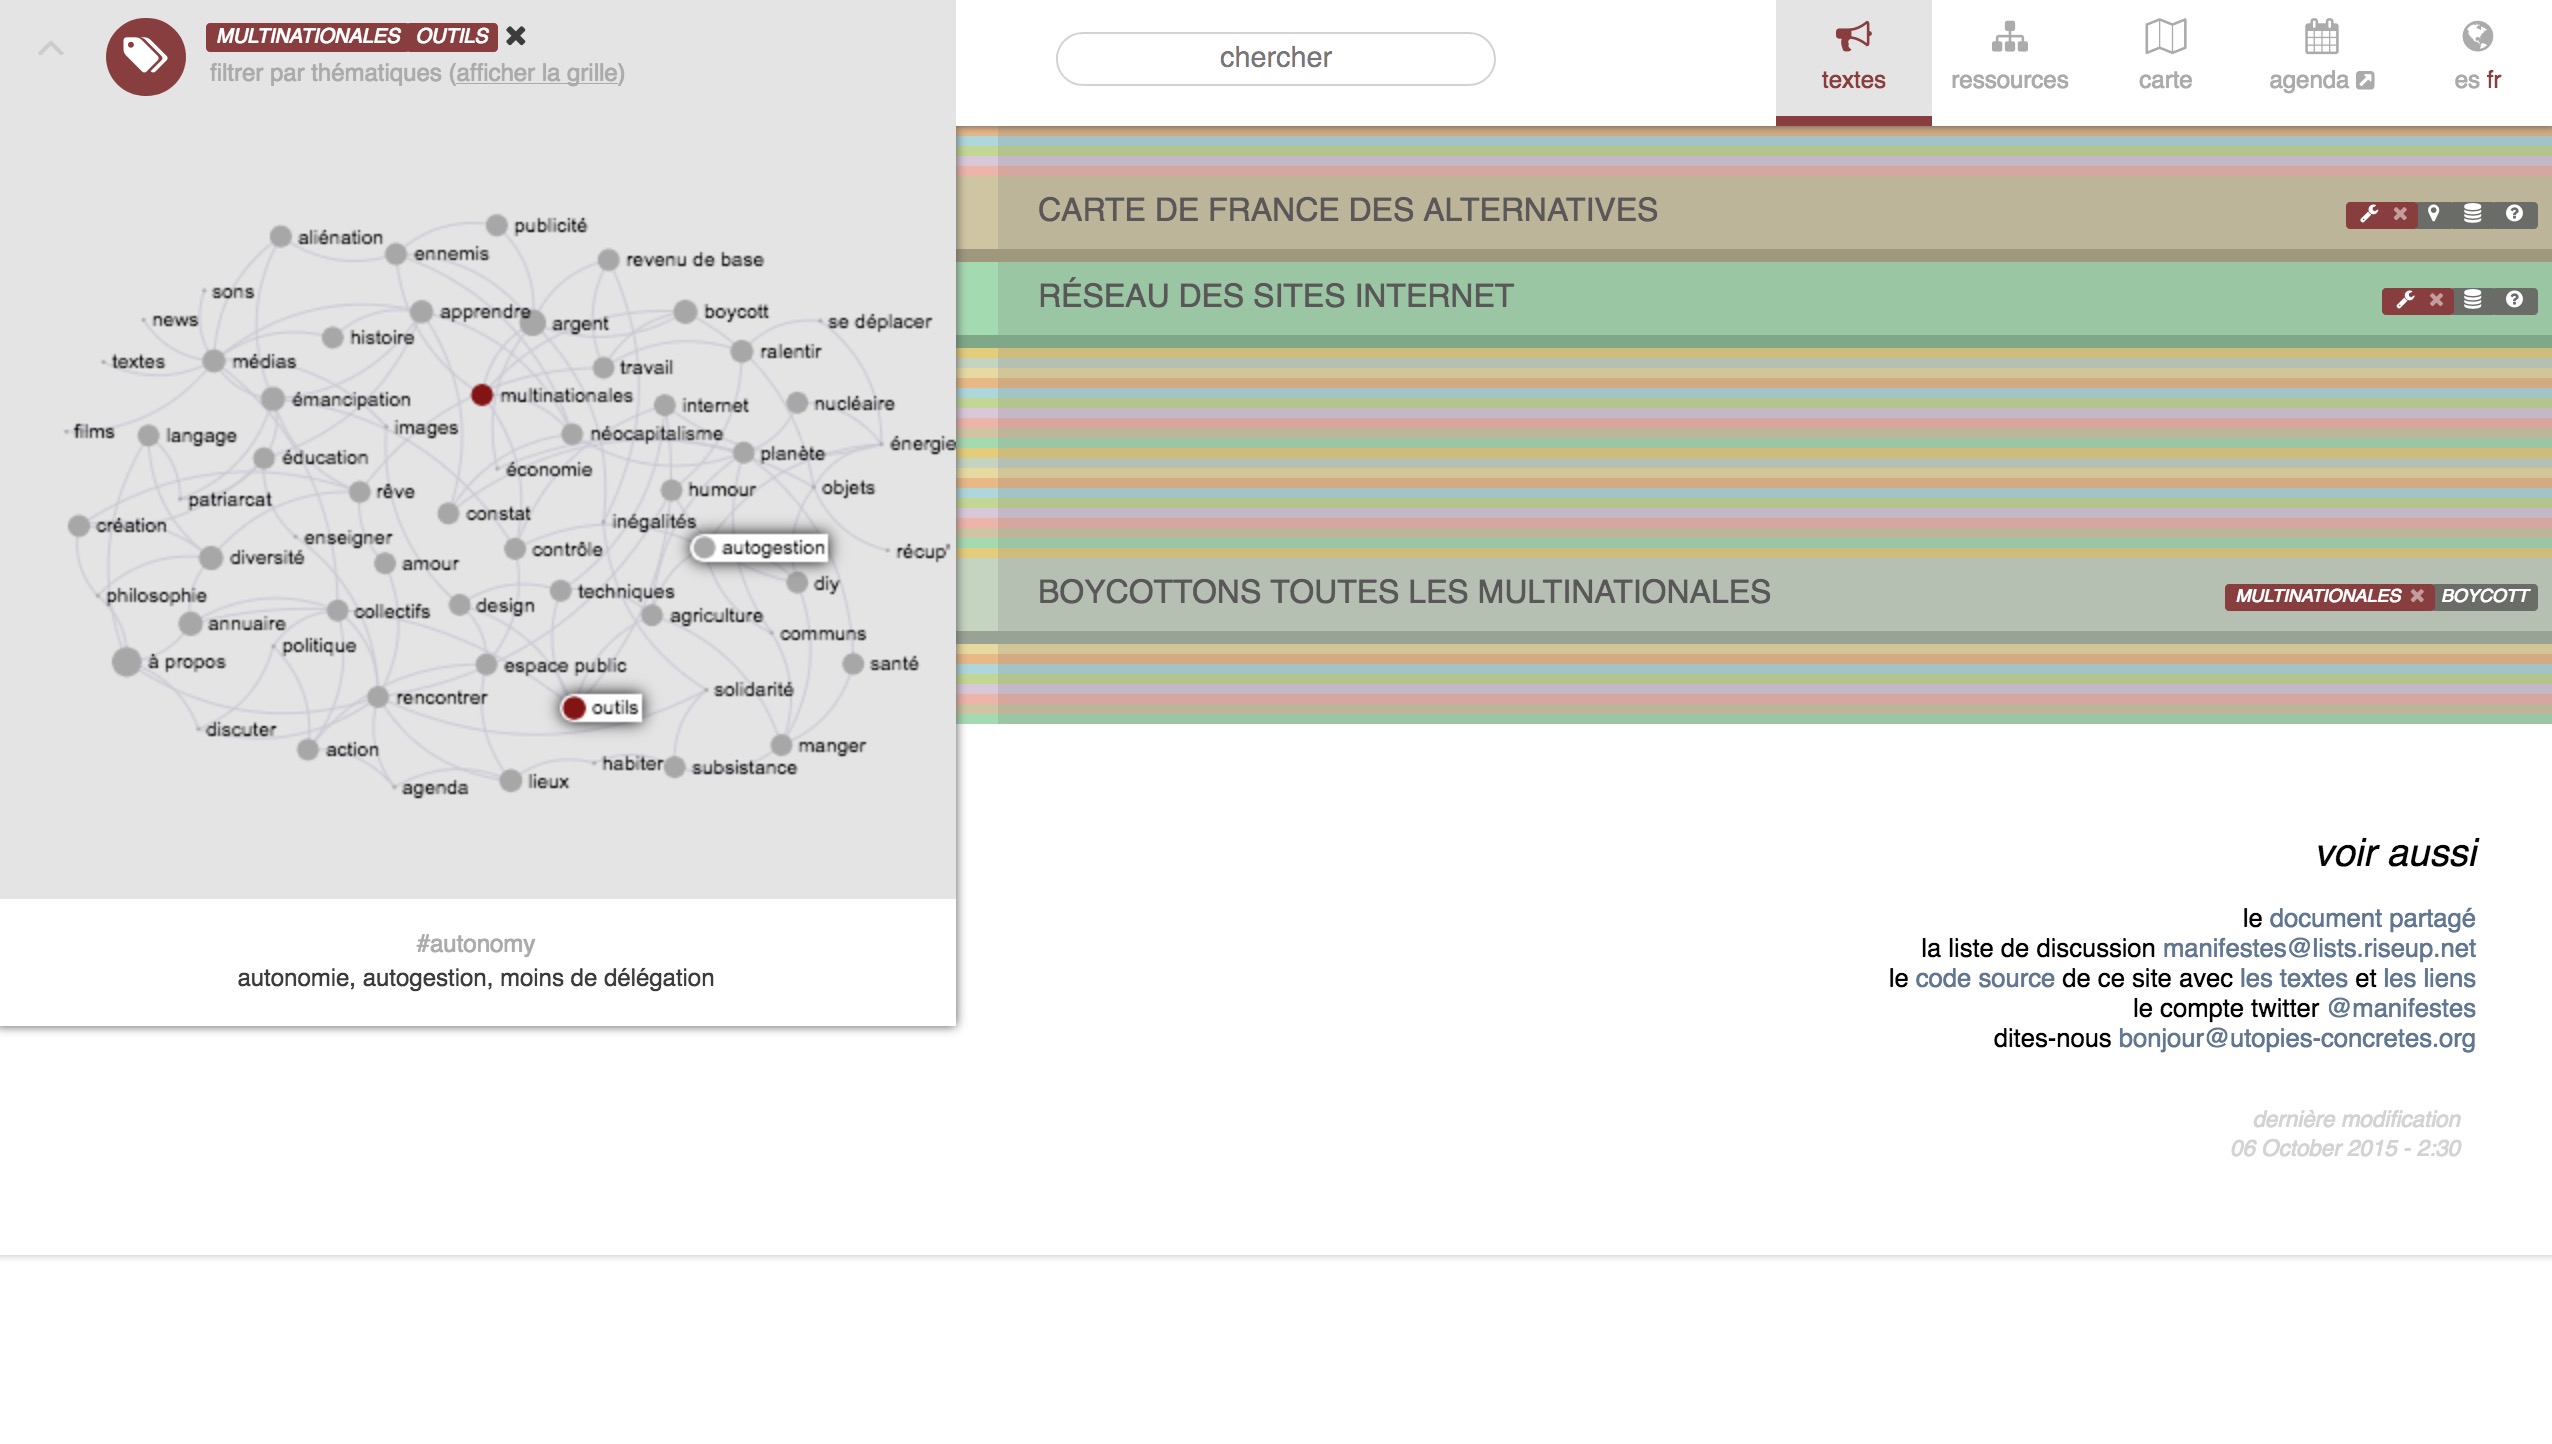 MULTINATIONALES OUTILS
filtrer par thématiques (afficher la grille)
chercher
textes
ressources
carte
agenda
es fr
publicité
aliénation
ennemis
revenu de base
sons
news
apprendre
argent
boycott
se déplacer
histoire
textes
médias
travail
ralentir
émancipation
multinationales
internet
nucléaire
films
langage
images
néocapitalisme
énergie
éducation
économie
planète
patriarcat
rêve
humour
objets
création
constat
inégalités
enseigner
diversité
amour
contrôle
autogestion
récup'
philosophie
techniques
diy
annuaire
collectifs
design
agriculture
politique
communs
à propos
espace public
santé
rencontrer
solidarité
outils
discuter
action
habiter
subsistance
manger
agenda
lieux
#autonomy
autonomie, autogestion, moins de délégation
CARTE DE FRANCE DES ALTERNATIVES
RÉSEAU DES SITES INTERNET
BOYCOTTONS TOUTES LES MULTINATIONALES
MULTINATIONALES BOYCOTT
voir aussi
le document partagé
la liste de discussion manifestes@lists.riseup.net
le code source de ce site avec les textes et les liens
le compte twitter @manifestes
dites-nous bonjour@utopies-concretes.org
dernière modification
06 October 2015 - 2:30